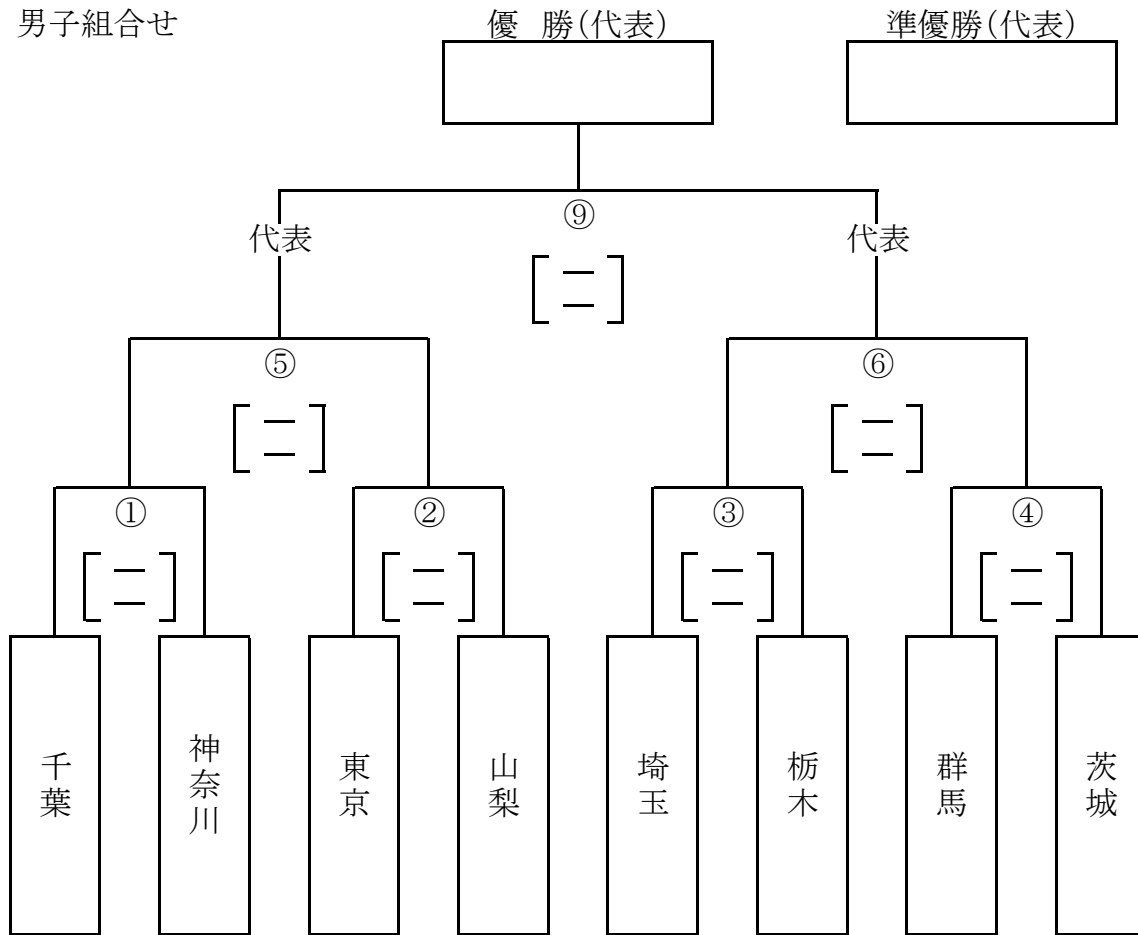 男子組合せ
優 勝(代表)
準優勝(代表)
⑨
代表
代表
⑤
⑥
①
②
③
④
千葉
神奈川
東京
山梨
埼玉
栃木
群馬
茨城